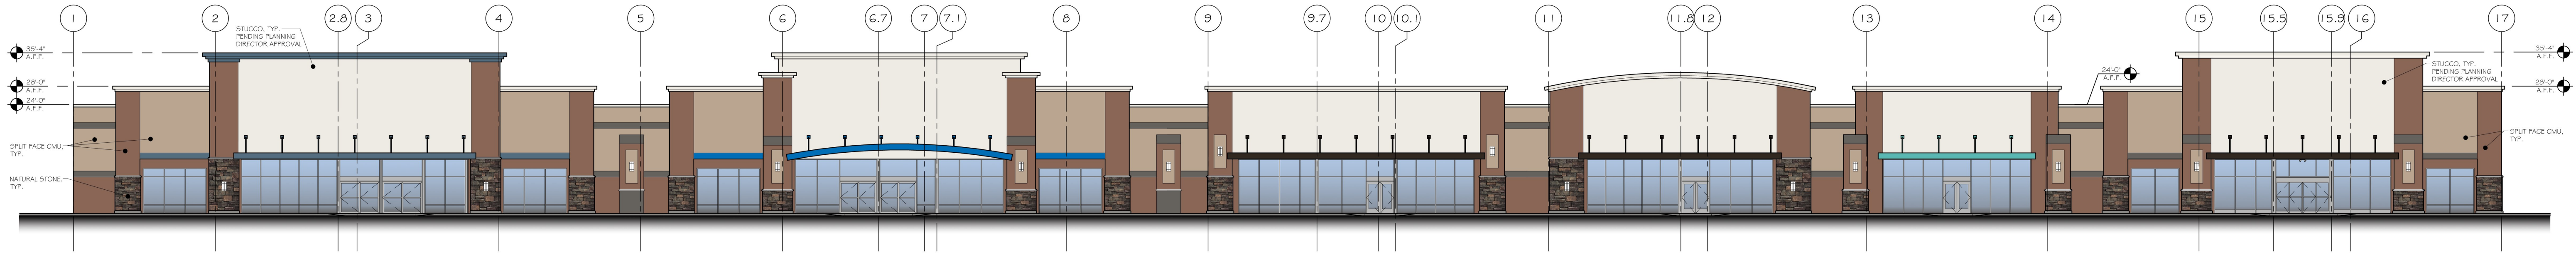 1
2
2.8
3
4
5
6
6.7
7
7.1
8
9
9.7
10
10.1
11
11.8
12
13
14
15
15.5
15.9
16
17
STUCCO, TYP.
PENDING PLANNING
DIRECTOR APPROVAL
35'-4"
A.F.F.
28'-0"
A.F.F.
24'-0"
A.F.F.
SPLIT FACE CMU,
TYP.
NATURAL STONE,
TYP.
24'-0"
A.F.F.
35'-4"
A.F.F.
STUCCO, TYP.
PENDING PLANNING
DIRECTOR APPROVAL
28'-0"
A.F.F.
SPLIT FACE CMU,
TYP.